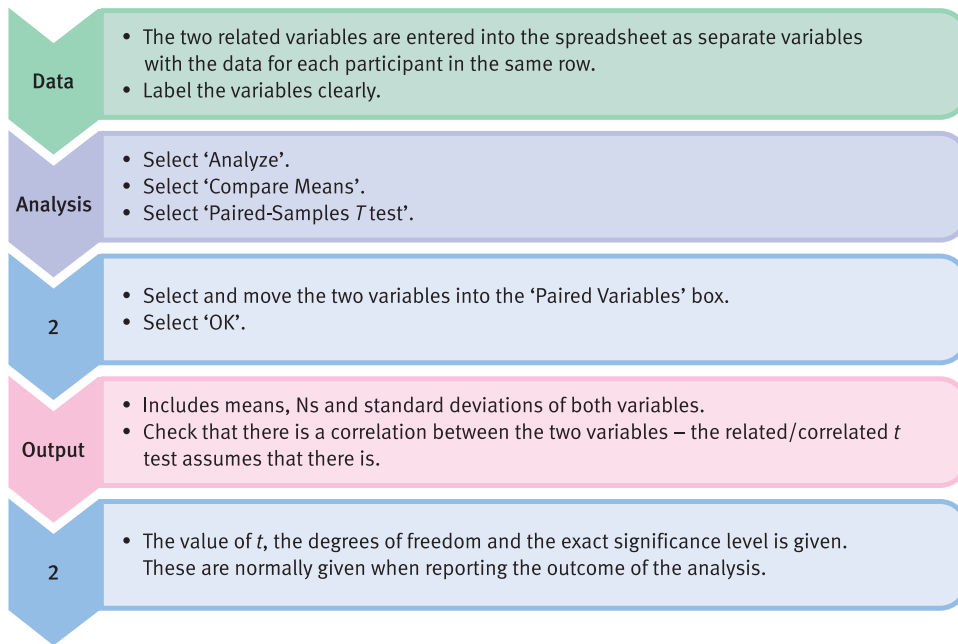 Data
• The two related variables are entered into the spreadsheet as separate variables
with the data for each participant in the same row.
• Label the variables clearly.
Analysis
• Select ‘Analyze’.
• Select ‘Compare Means’.
• Select ‘Paired-Samples T test’.
2
• Select and move the two variables into the ‘Paired Variables’ box.
• Select ‘OK’.
Output
• Includes means, Ns and standard deviations of both variables.
• Check that there is a correlation between the two variables – the related/correlated t
test assumes that there is.
2
• The value of t, the degrees of freedom and the exact significance level is given.
These are normally given when reporting the outcome of the analysis.